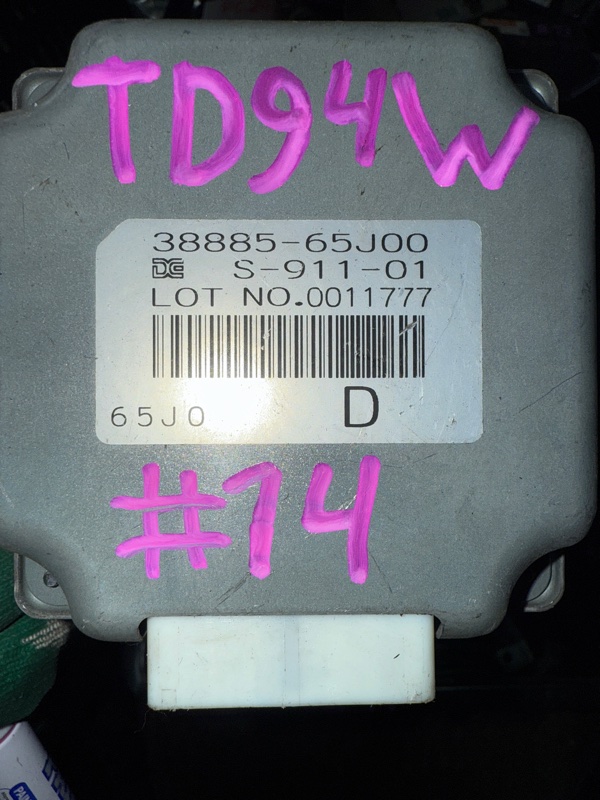 TD94W
38885-65J00
S-911-01
LOT NO.0011777
65J0 D
#14